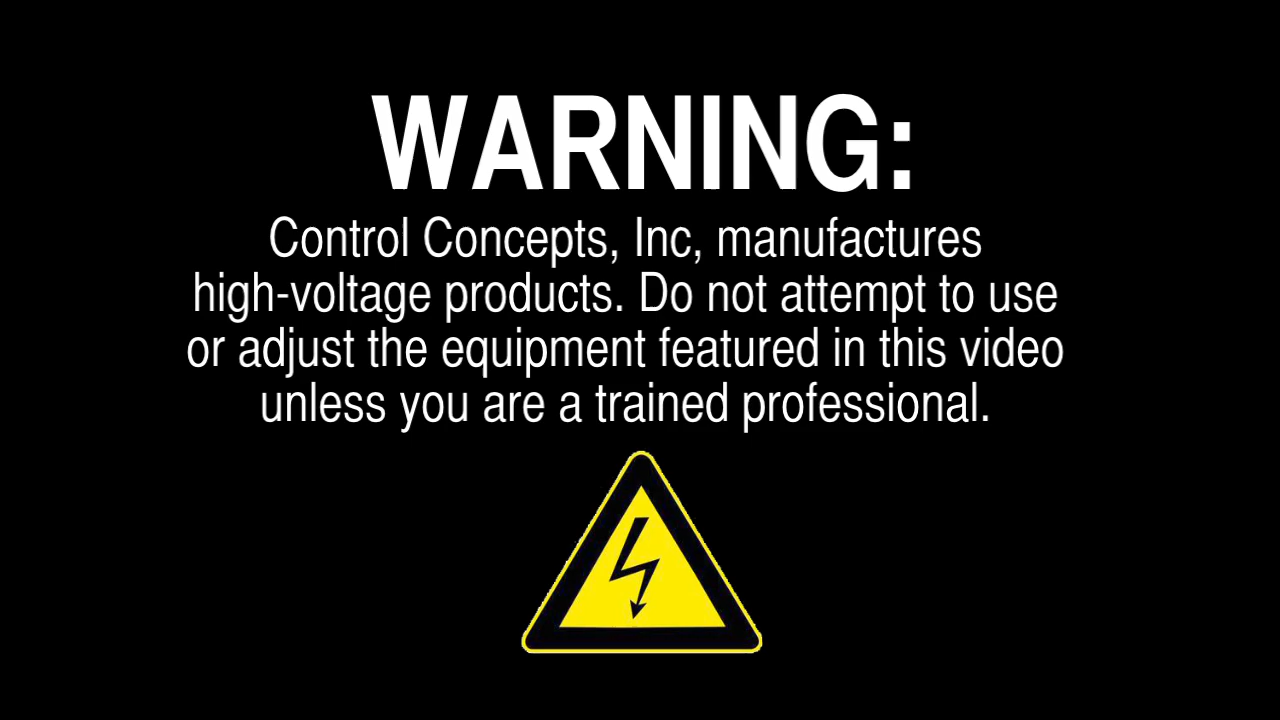 WARNING:
Control Concepts, Inc, manufactures
high-voltage products. Do not attempt to use
or adjust the equipment featured in this video
unless you are a trained professional.